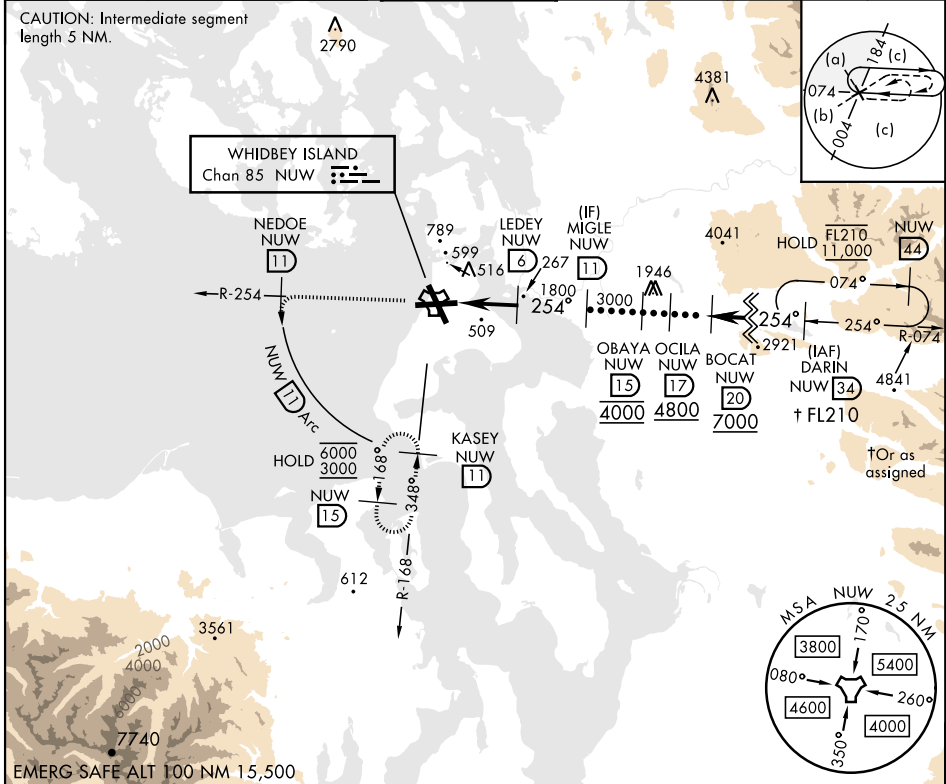 CAUTION: Intermediate segment
length 5 NM.
2790
4381
(a)
184
(c)
074
(b)
004
(c)
WHIDBEY ISLAND
Chan 85 NUW
NEDOE
NUW
11
789
599
516
LEDEY
NUW
6
267
(IF)
MIGLE
NUW
11
4041
HOLD FL210
11,000
NUW
44
1946
R-254
1800
254°
3000
254°
074°
254°
R-074
509
2921
OBAYA
NUW
15
4000
OCILA
NUW
17
4800
BOCAT
NUW
20
7000
(IAF)
DARIN
NUW 34
† FL210
4841
NUW 11 Arc
HOLD 6000
3000
168°
348°
KASEY
NUW
11
NUW
15
†Or as
assigned
R-168
612
3561
2000
4000
6000
7740
EMERG SAFE ALT 100 NM 15,500
MSA NUW 25 NM
3800
170°
5400
080°
260°
4600
4000
350°